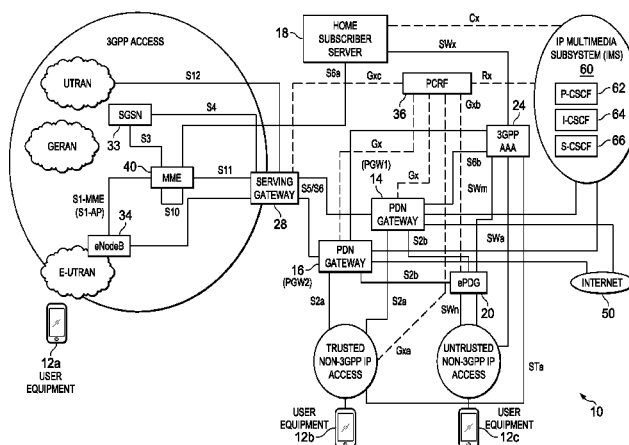 3GPP ACCESS
UTRAN
S12
SGSN
33
S4
GERAN
S3
40
MME
S11
S1-MME
(S1-AP)
S10
34
eNodeB
E-UTRAN
12a
USER
EQUIPMENT
18
HOME
SUBSCRIBER
SERVER
Cx
SWx
S6a
Gxc
PCRF
36
Rx
Gxb
24
3GPP
AAA
IP MULTIMEDIA
SUBSYSTEM (IMS)
60
P-CSCF
62
I-CSCF
64
S-CSCF
66
Gx
(PGW1)
14
Gx
S6b
SERVING
GATEWAY
28
S5/S6
PDN
GATEWAY
SWm
S2b
SWa
16
(PGW2)
PDN
GATEWAY
S2b
ePDG
20
INTERNET
50
S2a
S2a
SWn
TRUSTED
NON-3GPP IP
ACCESS
Gxa
UNTRUSTED
NON-3GPP IP
ACCESS
STa
USER
EQUIPMENT
12b
USER
EQUIPMENT
12c
10